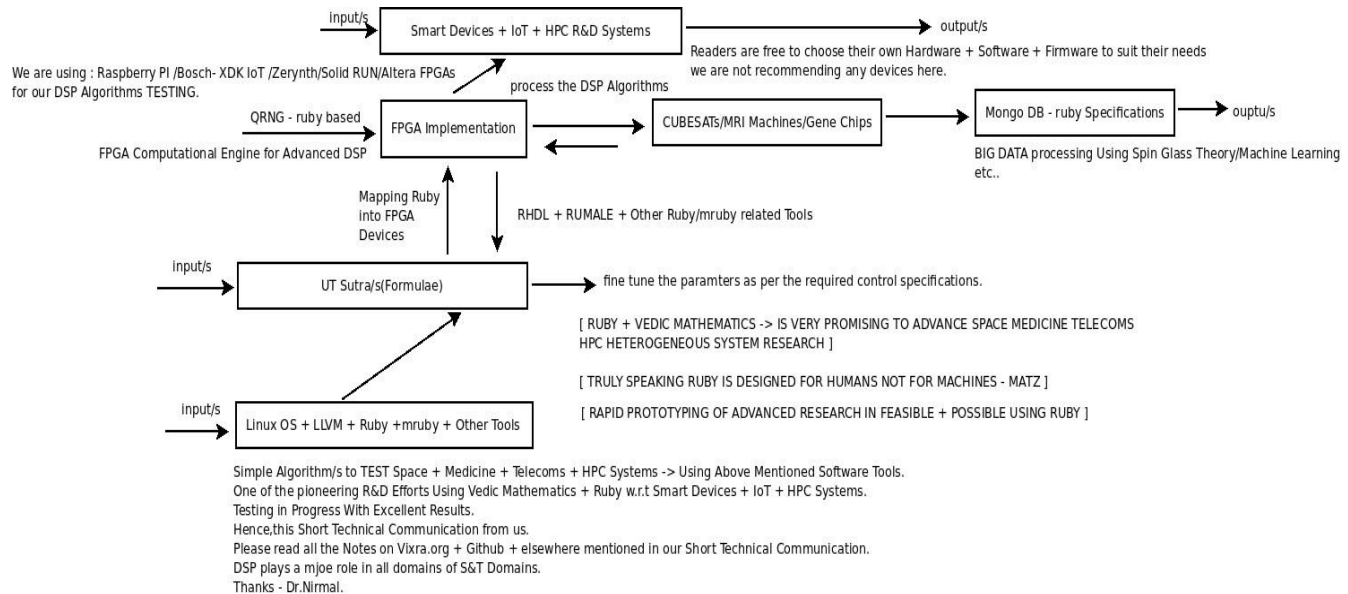 input/s
Smart Devices + IoT + HPC R&D Systems
output/s
Readers are free to choose their own Hardware + Software + Firmware to suit their needs
we are not recommending any devices here.
We are using : Raspberry PI /Bosch- XDK IoT /Zerynth/Solid RUN/Altera FPGAs
for our DSP Algorithms TESTING.
process the DSP Algorithms
QRNG - ruby based
FPGA Implementation
CUBESATs/MRI Machines/Gene Chips
Mongo DB - ruby Specifications
ouptu/s
FPGA Computational Engine for Advanced DSP
BIG DATA processing Using Spin Glass Theory/Machine Learning
etc..
Mapping Ruby
into FPGA
Devices
RHDL + RUMALE + Other Ruby/mruby related Tools
input/s
UT Sutra/s(Formulae)
fine tune the paramters as per the required control specifications.
[ RUBY + VEDIC MATHEMATICS -> IS VERY PROMISING TO ADVANCE SPACE MEDICINE TELECOMS
HPC HETEROGENEOUS SYSTEM RESEARCH ]
[ TRULY SPEAKING RUBY IS DESIGNED FOR HUMANS NOT FOR MACHINES - MATZ ]
[ RAPID PROTOTYPING OF ADVANCED RESEARCH IN FEASIBLE + POSSIBLE USING RUBY ]
input/s
Linux OS + LLVM + Ruby +mruby + Other Tools
Simple Algorithm/s to TEST Space + Medicine + Telecoms + HPC Systems -> Using Above Mentioned Software Tools.
One of the pioneering R&D Efforts Using Vedic Mathematics + Ruby w.r.t Smart Devices + IoT + HPC Systems.
Testing in Progress With Excellent Results.
Hence,this Short Technical Communication from us.
Please read all the Notes on Vixra.org + Github + elsewhere mentioned in our Short Technical Communication.
DSP plays a mjoe role in all domains of S&T Domains.
Thanks - Dr.Nirmal.